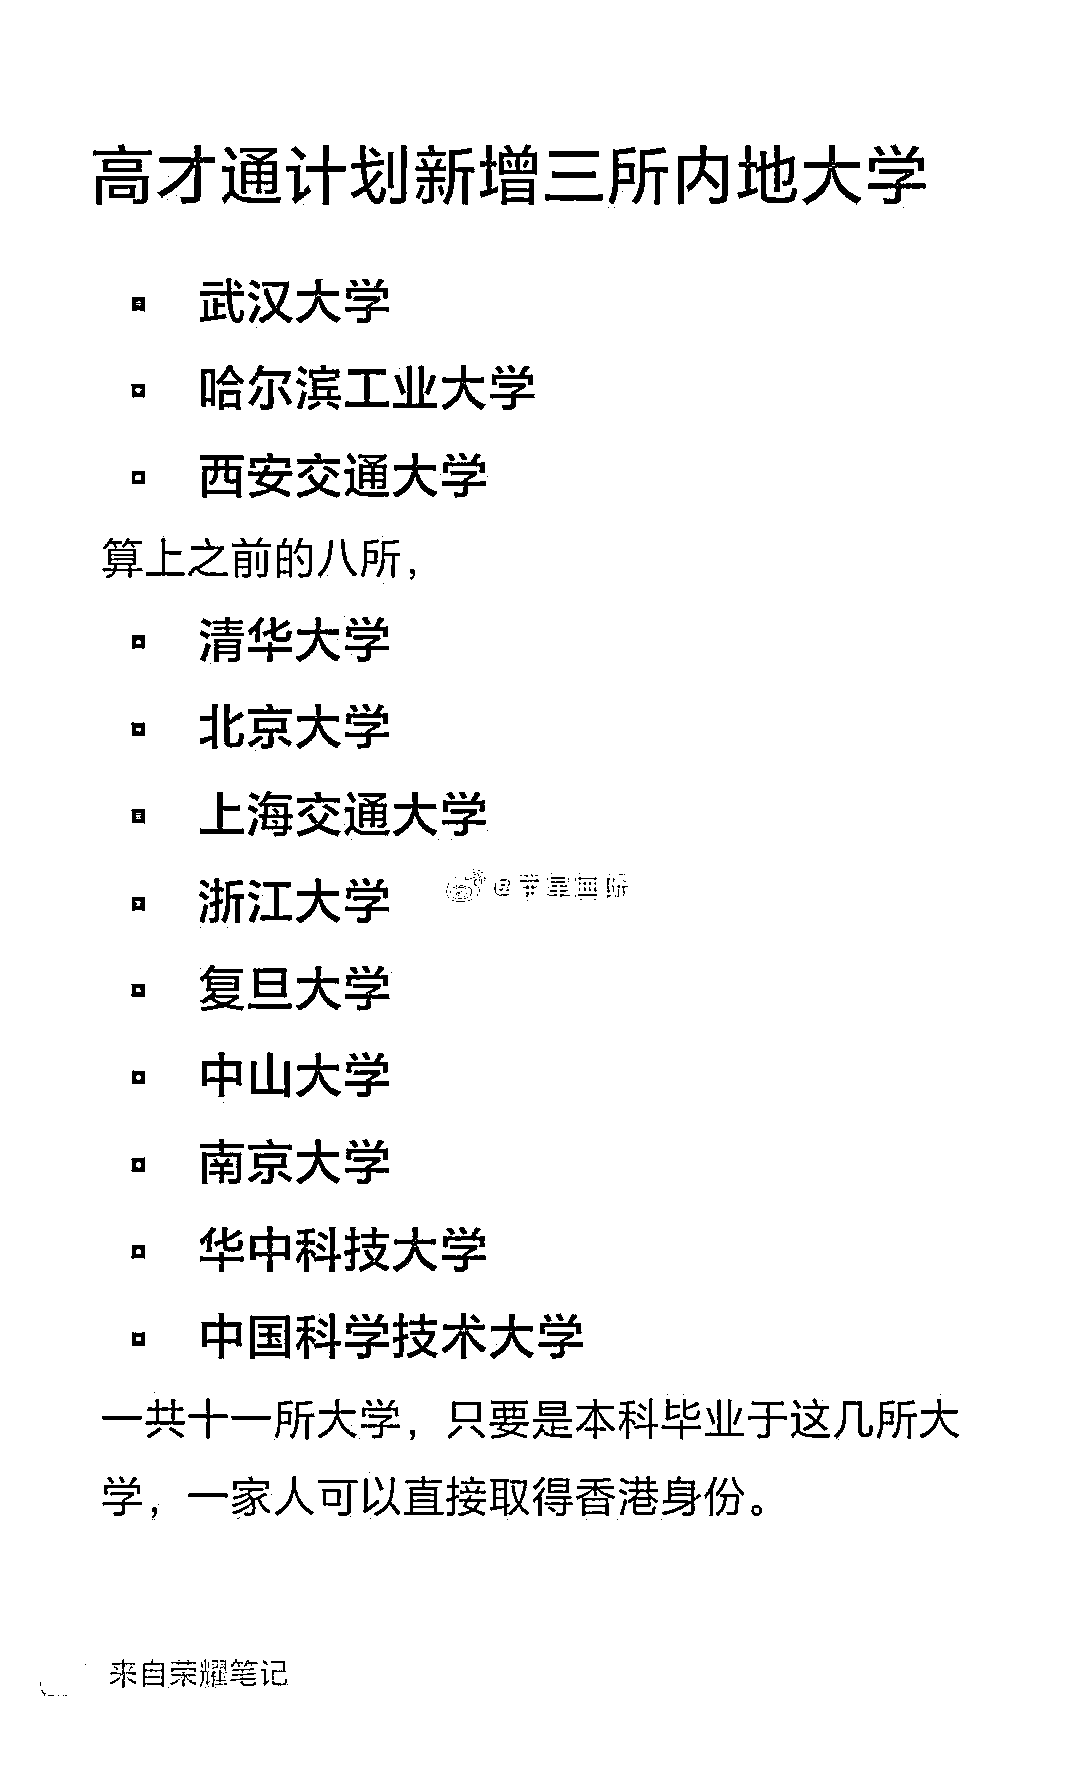 高才通计划新增三所内地大学
武汉大学
哈尔滨工业大学
西安交通大学
算上之前的八所，
清华大学
北京大学
上海交通大学
浙江大学
复旦大学
中山大学
南京大学
华中科技大学
中国科学技术大学
一共十一所大学，只要是本科毕业于这几所大
学，一家人可以直接取得香港身份。
来自荣耀笔记